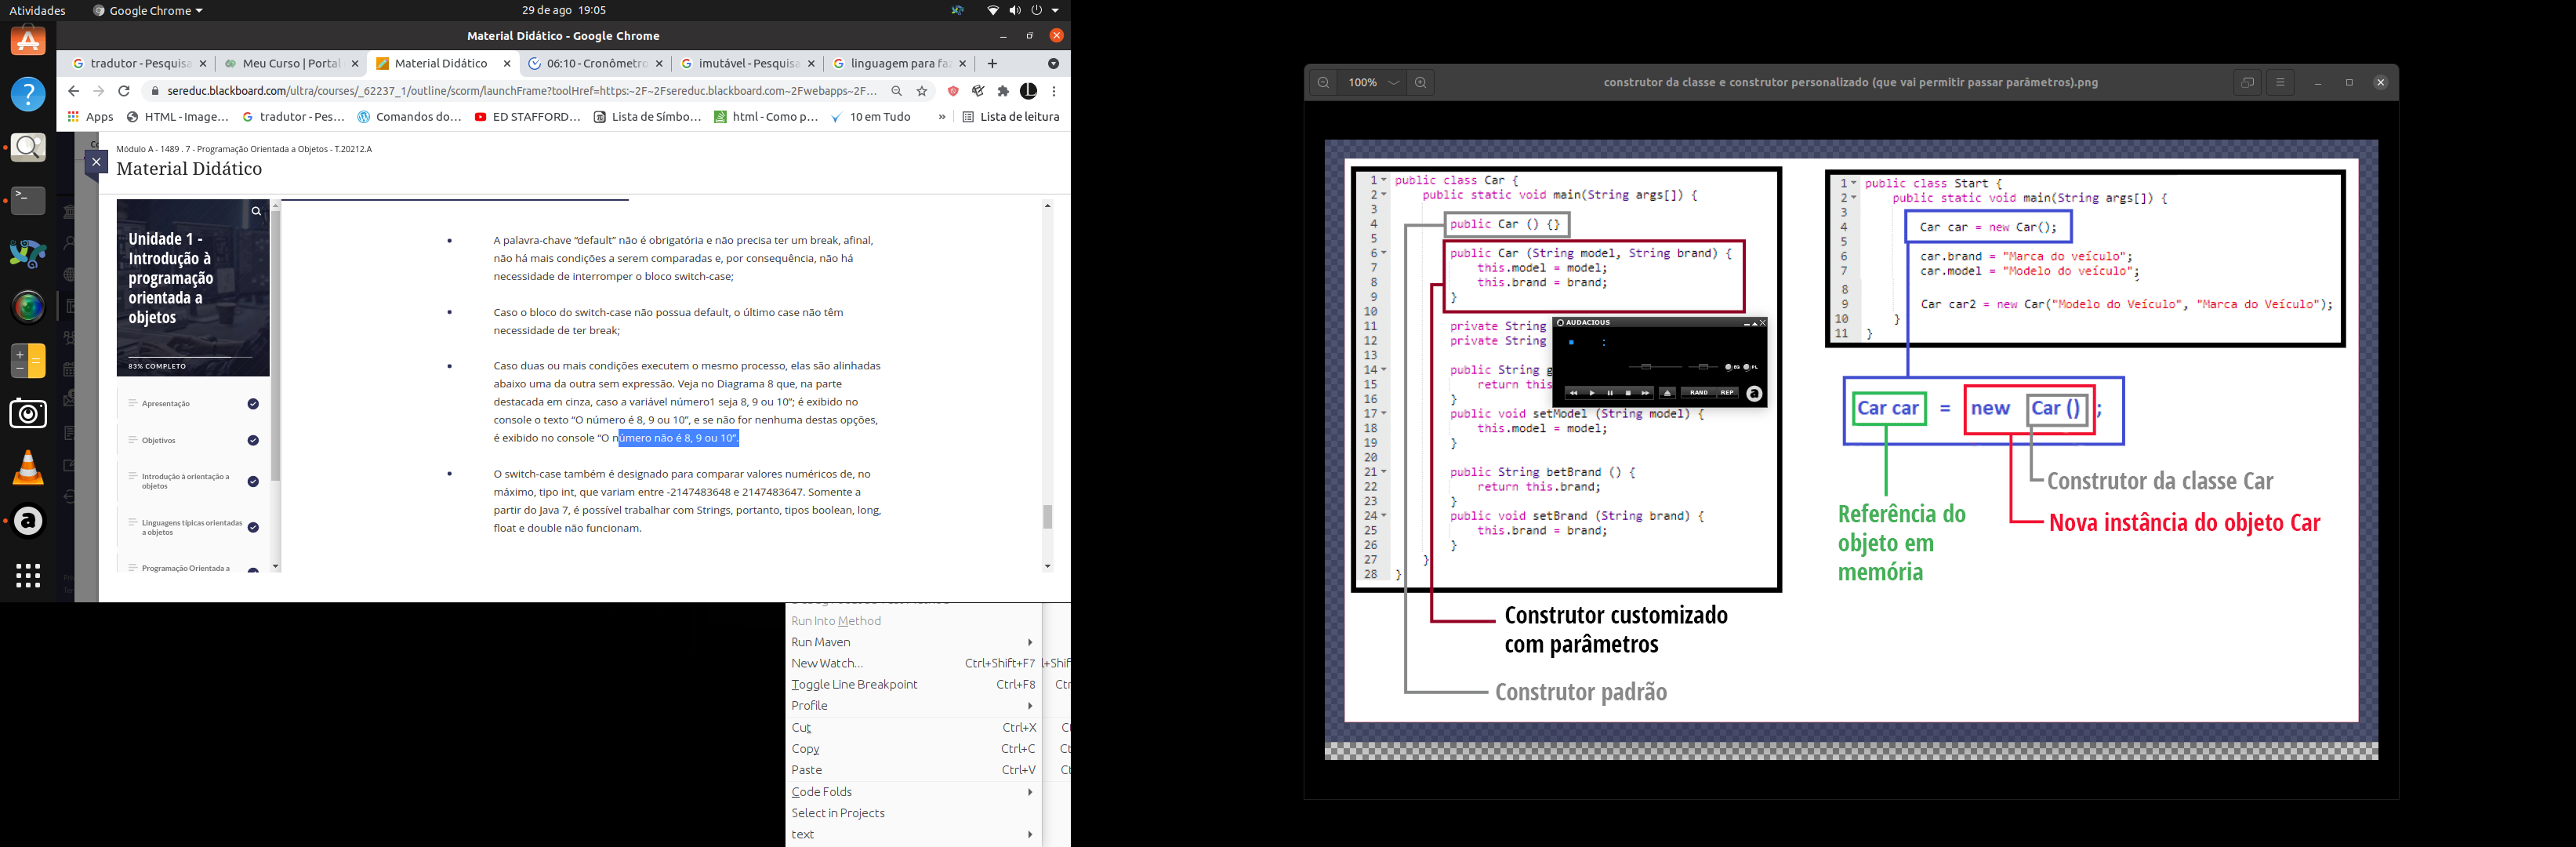 Atividades
Google Chrome
29 de ago 19:05
Material Didático - Google Chrome
tradutor - Pesquisa
Meu Curso | Portal
Material Didático
06:10 - Cronômetro
imutável - Pesquisa
linguagem para fa
sereduc.blackboard.com/ultra/courses/_62237_1/outline/scorm/launchFrame?toolHref=https:~2F~2Fsereduc.blackboard.com~2Fwebapps~2F...
Apps
HTML - Image...
tradutor - Pes...
Comandos do...
ED STAFFORD...
Lista de Símbo...
html - Como p...
10 em Tudo
»
Lista de leitura
Módulo A - 1489 . 7 - Programação Orientada a Objetos - T.20212.A
Material Didático
Unidade 1 -
Introdução à
programação
orientada a
objetos
83% COMPLETO
Apresentação
Objetivos
Introdução à orientação a
objetos
Linguagens típicas orientadas
a objetos
Programação Orientada a
A palavra-chave “default” não é obrigatória e não precisa ter um break, afinal,
não há mais condições a serem comparadas e, por consequência, não há
necessidade de interromper o bloco switch-case;
Caso o bloco do switch-case não possua default, o último case não têm
necessidade de ter break;
Caso duas ou mais condições executem o mesmo processo, elas são alinhadas
abaixo uma da outra sem expressão. Veja no Diagrama 8 que, na parte
destacada em cinza, caso a variável número1 seja 8, 9 ou 10”; é exibido no
console o texto “O número é 8, 9 ou 10”, e se não for nenhuma destas opções,
é exibido no console “O número não é 8, 9 ou 10”.
O switch-case também é designado para comparar valores numéricos de, no
máximo, tipo int, que variam entre -2147483648 e 2147483647. Somente a
partir do Java 7, é possível trabalhar com Strings, portanto, tipos boolean, long,
float e double não funcionam.
Run Into Method
Run Maven
New Watch... Ctrl+Shift+F7
Toggle Line Breakpoint Ctrl+F8
Profile
Cut Ctrl+X
Copy Ctrl+C
Paste Ctrl+V
Code Folds
Select in Projects
text
100%
construtor da classe e construtor personalizado (que vai permitir passar parâmetros).png
1 public class Car {
2 public static void main(String args[]) {
3
4 public Car () {}
5
6 public Car (String model, String brand) {
7 this.model = model;
8 this.brand = brand;
9 }
10
11 private String
12 private String
13
14 public String g
15 return this
16 }
17 public void setModel (String model) {
18 this.model = model;
19 }
20
21 public String betBrand () {
22 return this.brand;
23 }
24 public void setBrand (String brand) {
25 this.brand = brand;
26 }
27 }
28 }
AUDACIOUS
RAND REP
EQ PL
Construtor customizado
com parâmetros
Construtor padrão
1 public class Start {
2 public static void main(String args[]) {
3
4 Car car = new Car();
5
6 car.brand = "Marca do veículo";
7 car.model = "Modelo do veículo";
8
9 Car car2 = new Car("Modelo do Veículo", "Marca do Veículo");
10 }
11 }
Car car = new Car () ;
Construtor da classe Car
Nova instância do objeto Car
Referência do
objeto em
memória